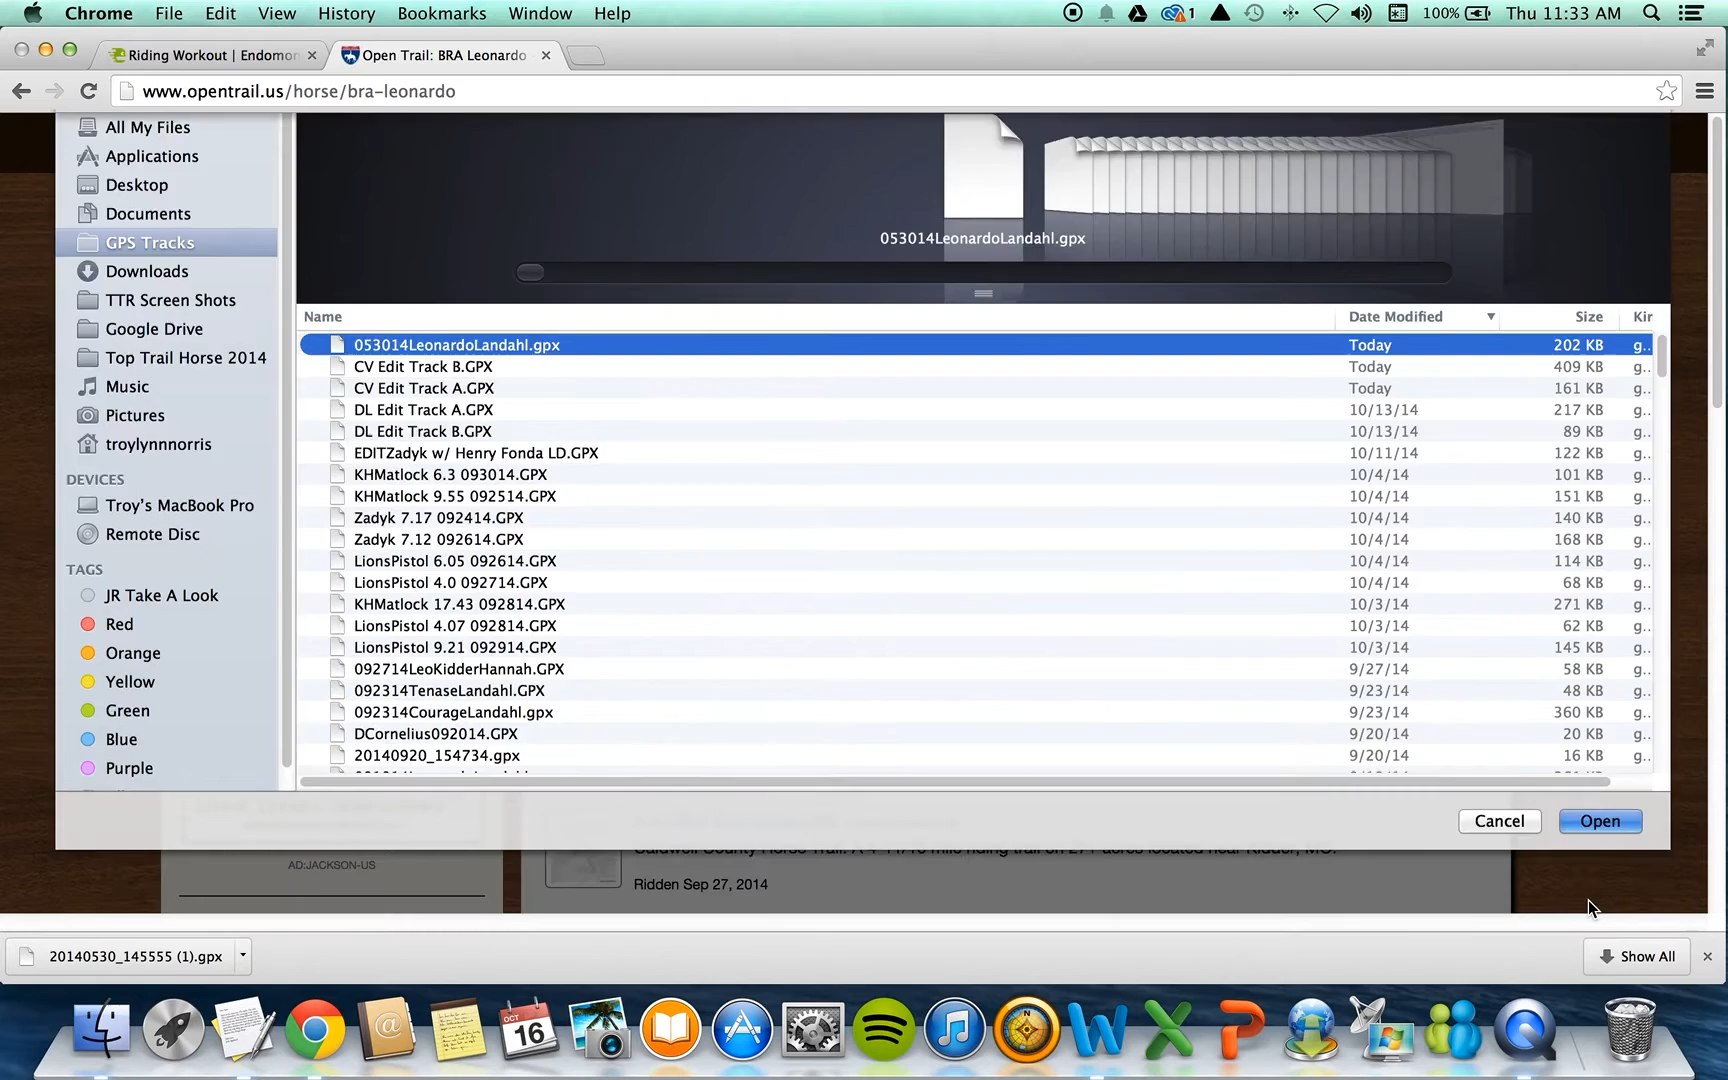 Chrome File Edit View History Bookmarks Window Help 1 100% Thu 11:33 AM
Riding Workout | Endomon Open Trail: BRA Leonardo
www.opentrail.us/horse/bra-leonardo
All My Files
Applications
Desktop
Documents
GPS Tracks
Downloads
TTR Screen Shots
Google Drive
Top Trail Horse 2014
Music
Pictures
troylynnnorris
DEVICES
Troy's MacBook Pro
Remote Disc
TAGS
JR Take A Look
Red
Orange
Yellow
Green
Blue
Purple
053014LeonardoLandahl.gpx
Name Date Modified Size Kir
053014LeonardoLandahl.gpx Today 202 KB g..
CV Edit Track B.GPX Today 409 KB g..
CV Edit Track A.GPX Today 161 KB g..
DL Edit Track A.GPX 10/13/14 217 KB g..
DL Edit Track B.GPX 10/13/14 89 KB g..
EDITZadyk w/ Henry Fonda LD.GPX 10/11/14 122 KB g..
KHMatlock 6.3 093014.GPX 10/4/14 101 KB g..
KHMatlock 9.55 092514.GPX 10/4/14 151 KB g..
Zadyk 7.17 092414.GPX 10/4/14 140 KB g..
Zadyk 7.12 092614.GPX 10/4/14 168 KB g..
LionsPistol 6.05 092614.GPX 10/4/14 114 KB g..
LionsPistol 4.0 092714.GPX 10/4/14 68 KB g..
KHMatlock 17.43 092814.GPX 10/3/14 271 KB g..
LionsPistol 4.07 092814.GPX 10/3/14 62 KB g..
LionsPistol 9.21 092914.GPX 10/3/14 145 KB g..
092714LeoKidderHannah.GPX 9/27/14 58 KB g..
092314TenaseLandahl.GPX 9/23/14 48 KB g..
092314CourageLandahl.gpx 9/23/14 360 KB g..
DCornelius092014.GPX 9/20/14 20 KB g..
20140920_154734.gpx 9/20/14 16 KB g..
Cancel Open
AD:JACKSON-US
Ridden Sep 27, 2014
20140530_145555 (1).gpx Show All
OCT
16